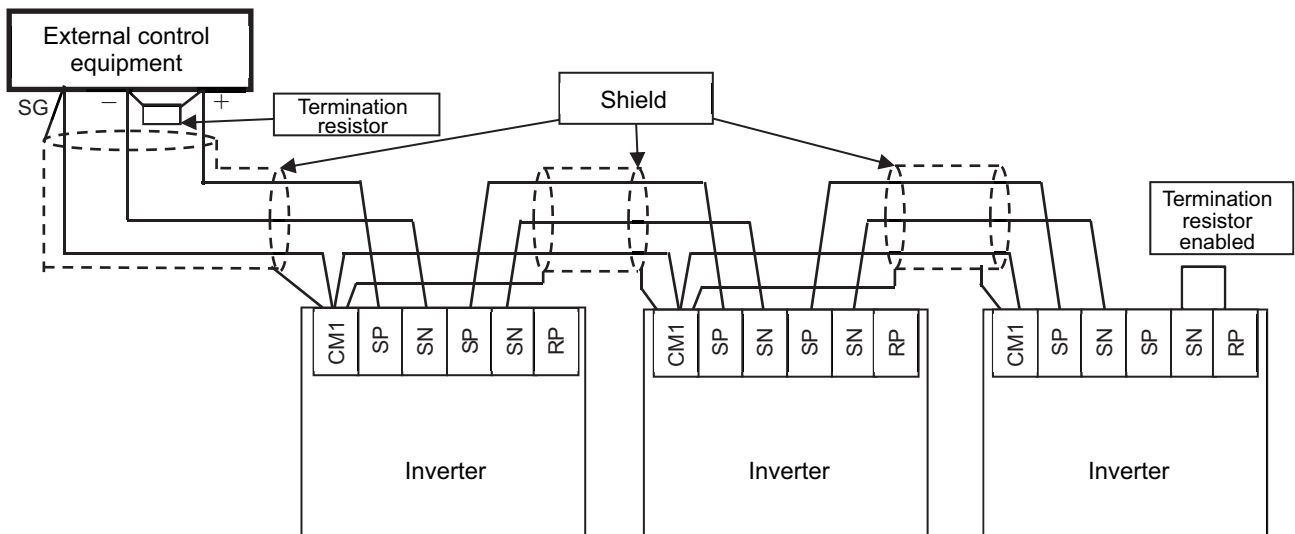 External control
equipment
SG
−
+
Termination
resistor
Shield
Termination
resistor
enabled
CM1
SP
SN
SP
SN
RP
CM1
SP
SN
SP
SN
RP
CM1
SP
SN
SP
SN
RP
Inverter
Inverter
Inverter